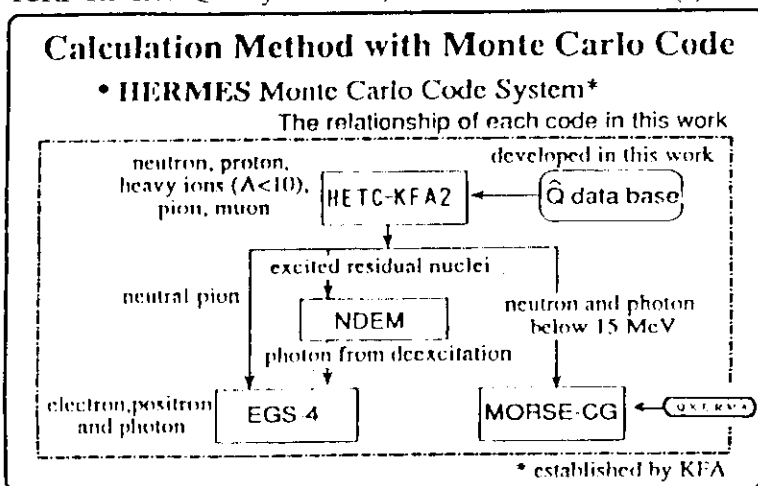 Calculation Method with Monte Carlo Code
• HERMES Monte Carlo Code System*
The relationship of each code in this work
neutron, proton,
heavy ions (A<10),
pion, muon
HETC-KFA2
developed in this work
Q̂ data base
excited residual nuclei
neutral pion
NDEM
neutron and photon
below 15 MeV
photon from deexcitation
electron,positron
and photon
EGS-4
MORSE-CG
* established by KFA